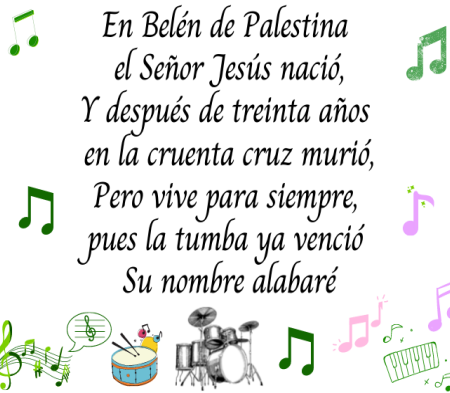 En Belén de Palestina
el Señor Jesús nació,
Y después de treinta años
en la cruenta cruz murió,
Pero vive para siempre,
pues la tumba ya venció
Su nombre alabaré